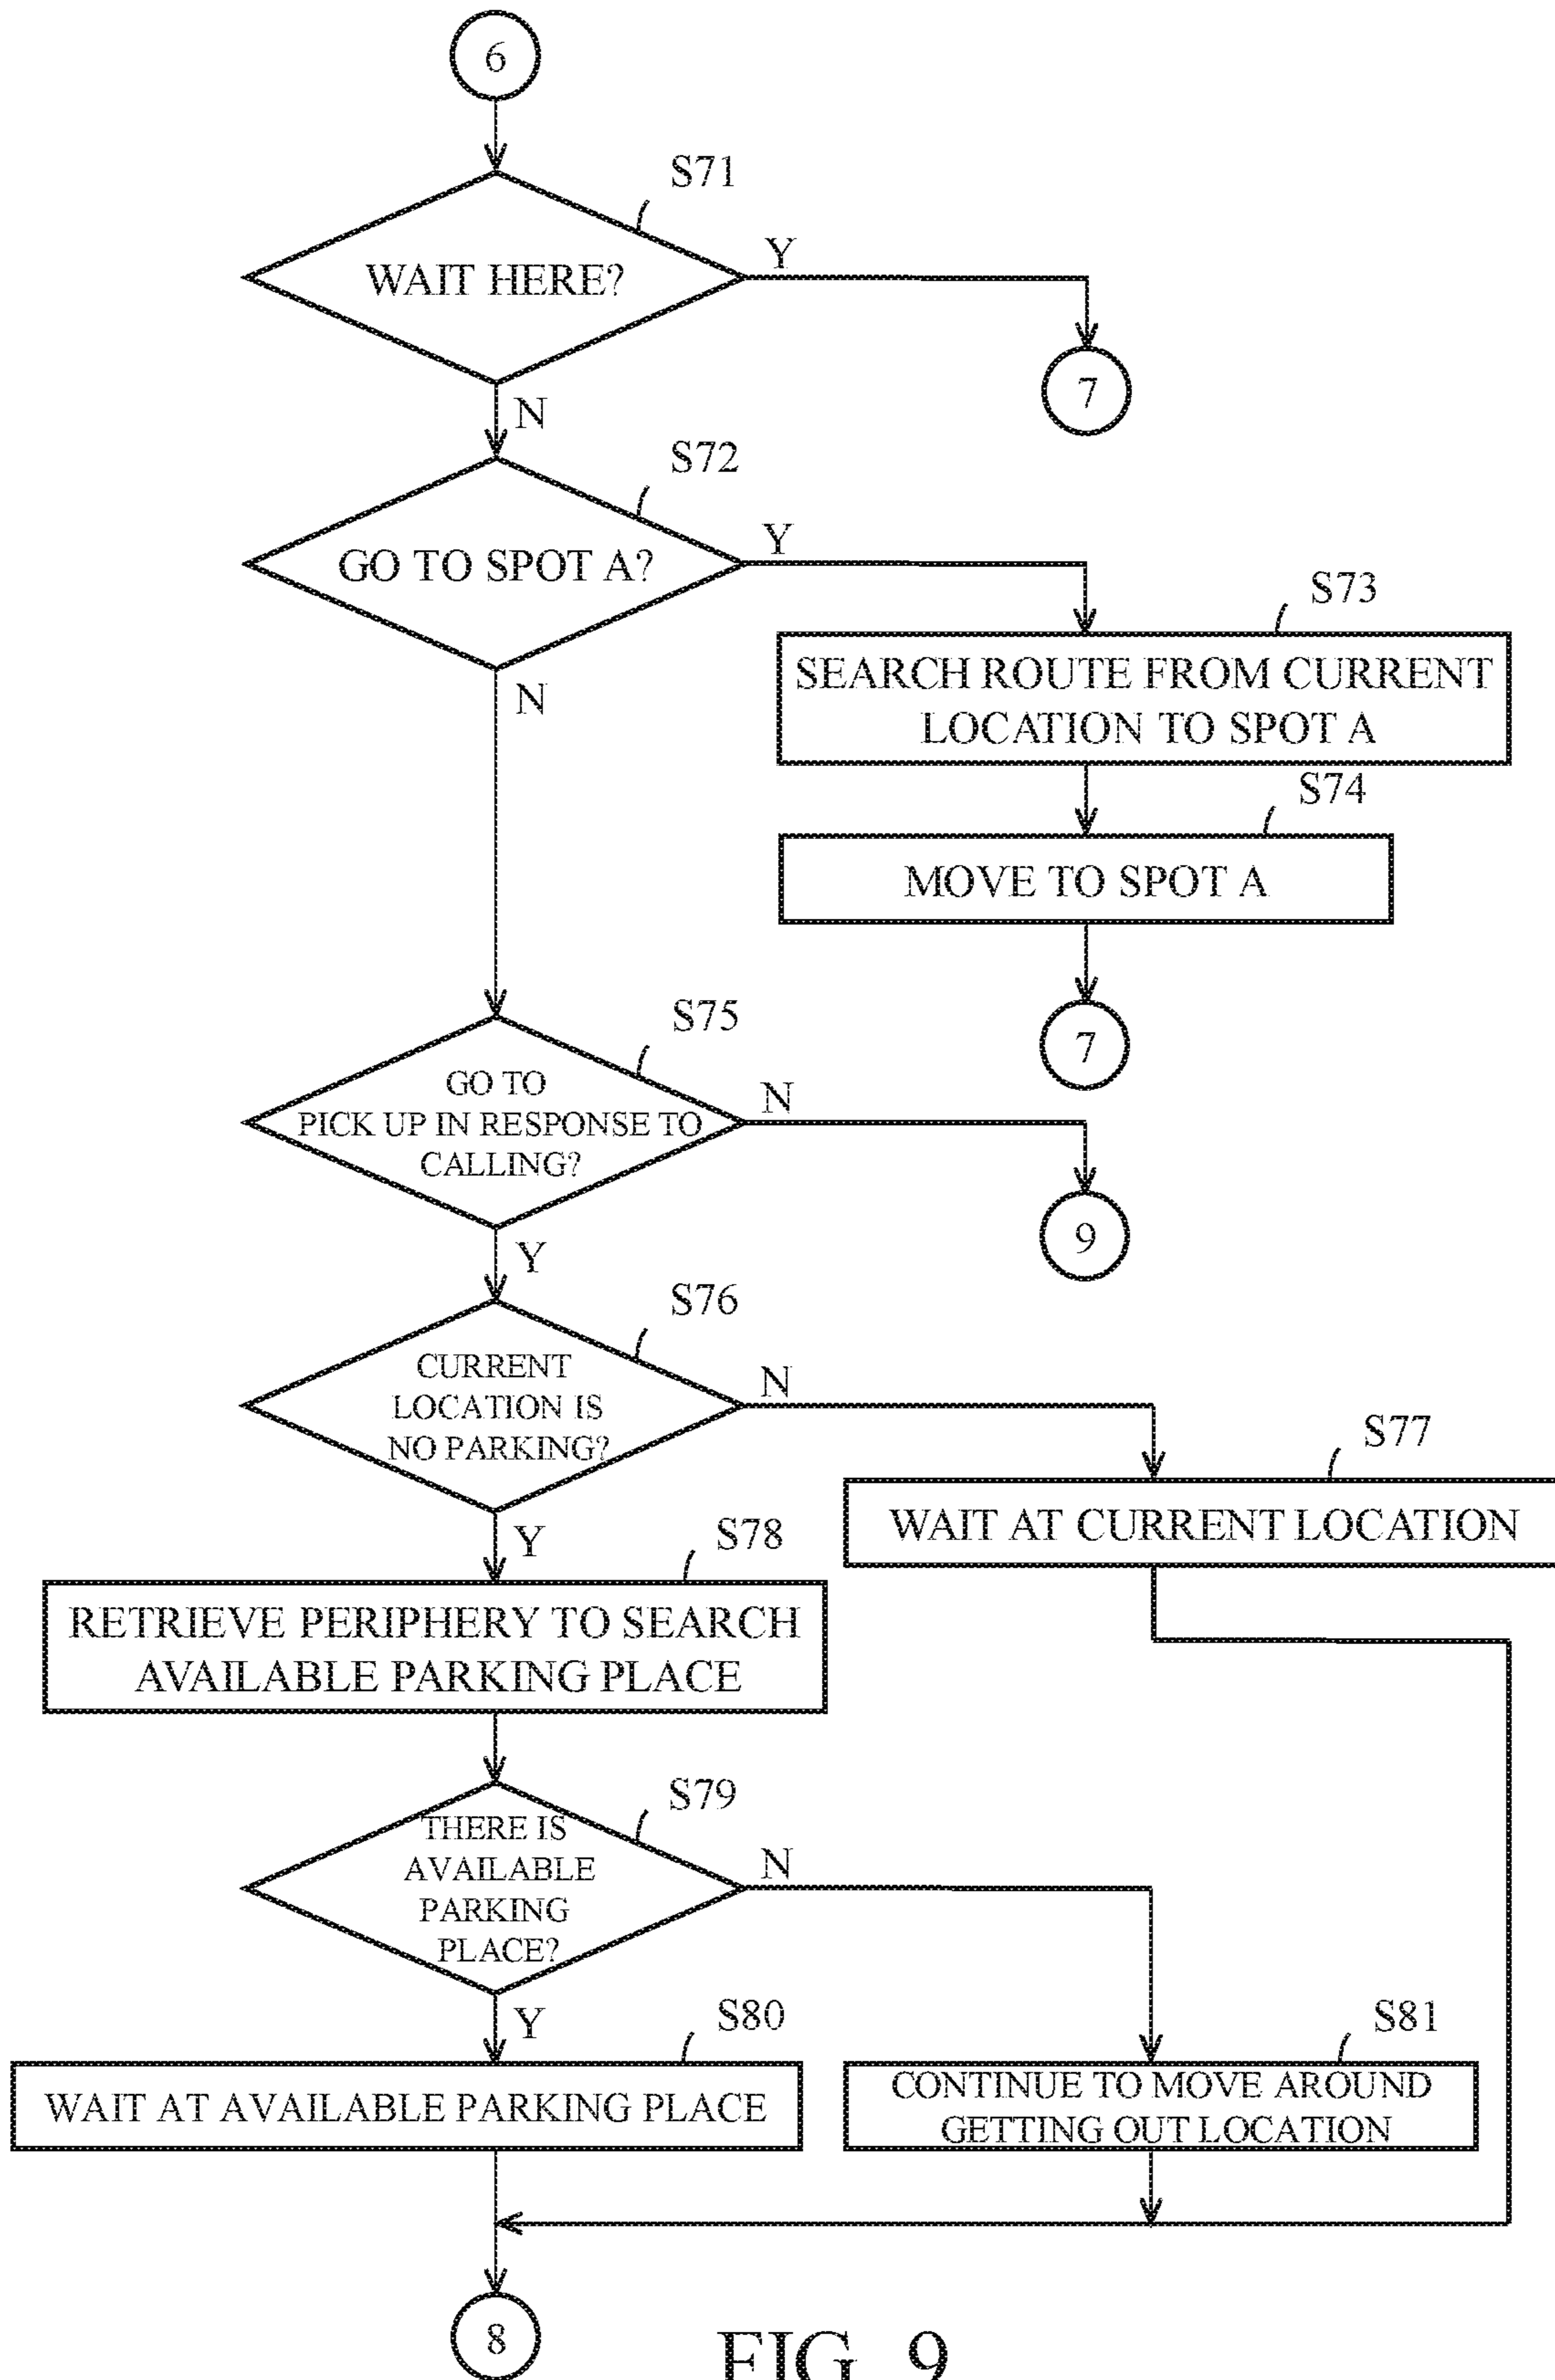 6
S71
WAIT HERE?
Y
7
N
S72
GO TO SPOT A?
Y
S73
SEARCH ROUTE FROM CURRENT
LOCATION TO SPOT A
N
S74
MOVE TO SPOT A
7
S75
GO TO
PICK UP IN RESPONSE TO
CALLING?
N
9
Y
S76
CURRENT
LOCATION IS
NO PARKING?
N
S77
WAIT AT CURRENT LOCATION
Y
S78
RETRIEVE PERIPHERY TO SEARCH
AVAILABLE PARKING PLACE
S79
THERE IS
AVAILABLE
PARKING
PLACE?
N
Y
S80
WAIT AT AVAILABLE PARKING PLACE
S81
CONTINUE TO MOVE AROUND
GETTING OUT LOCATION
8
FIG. 9